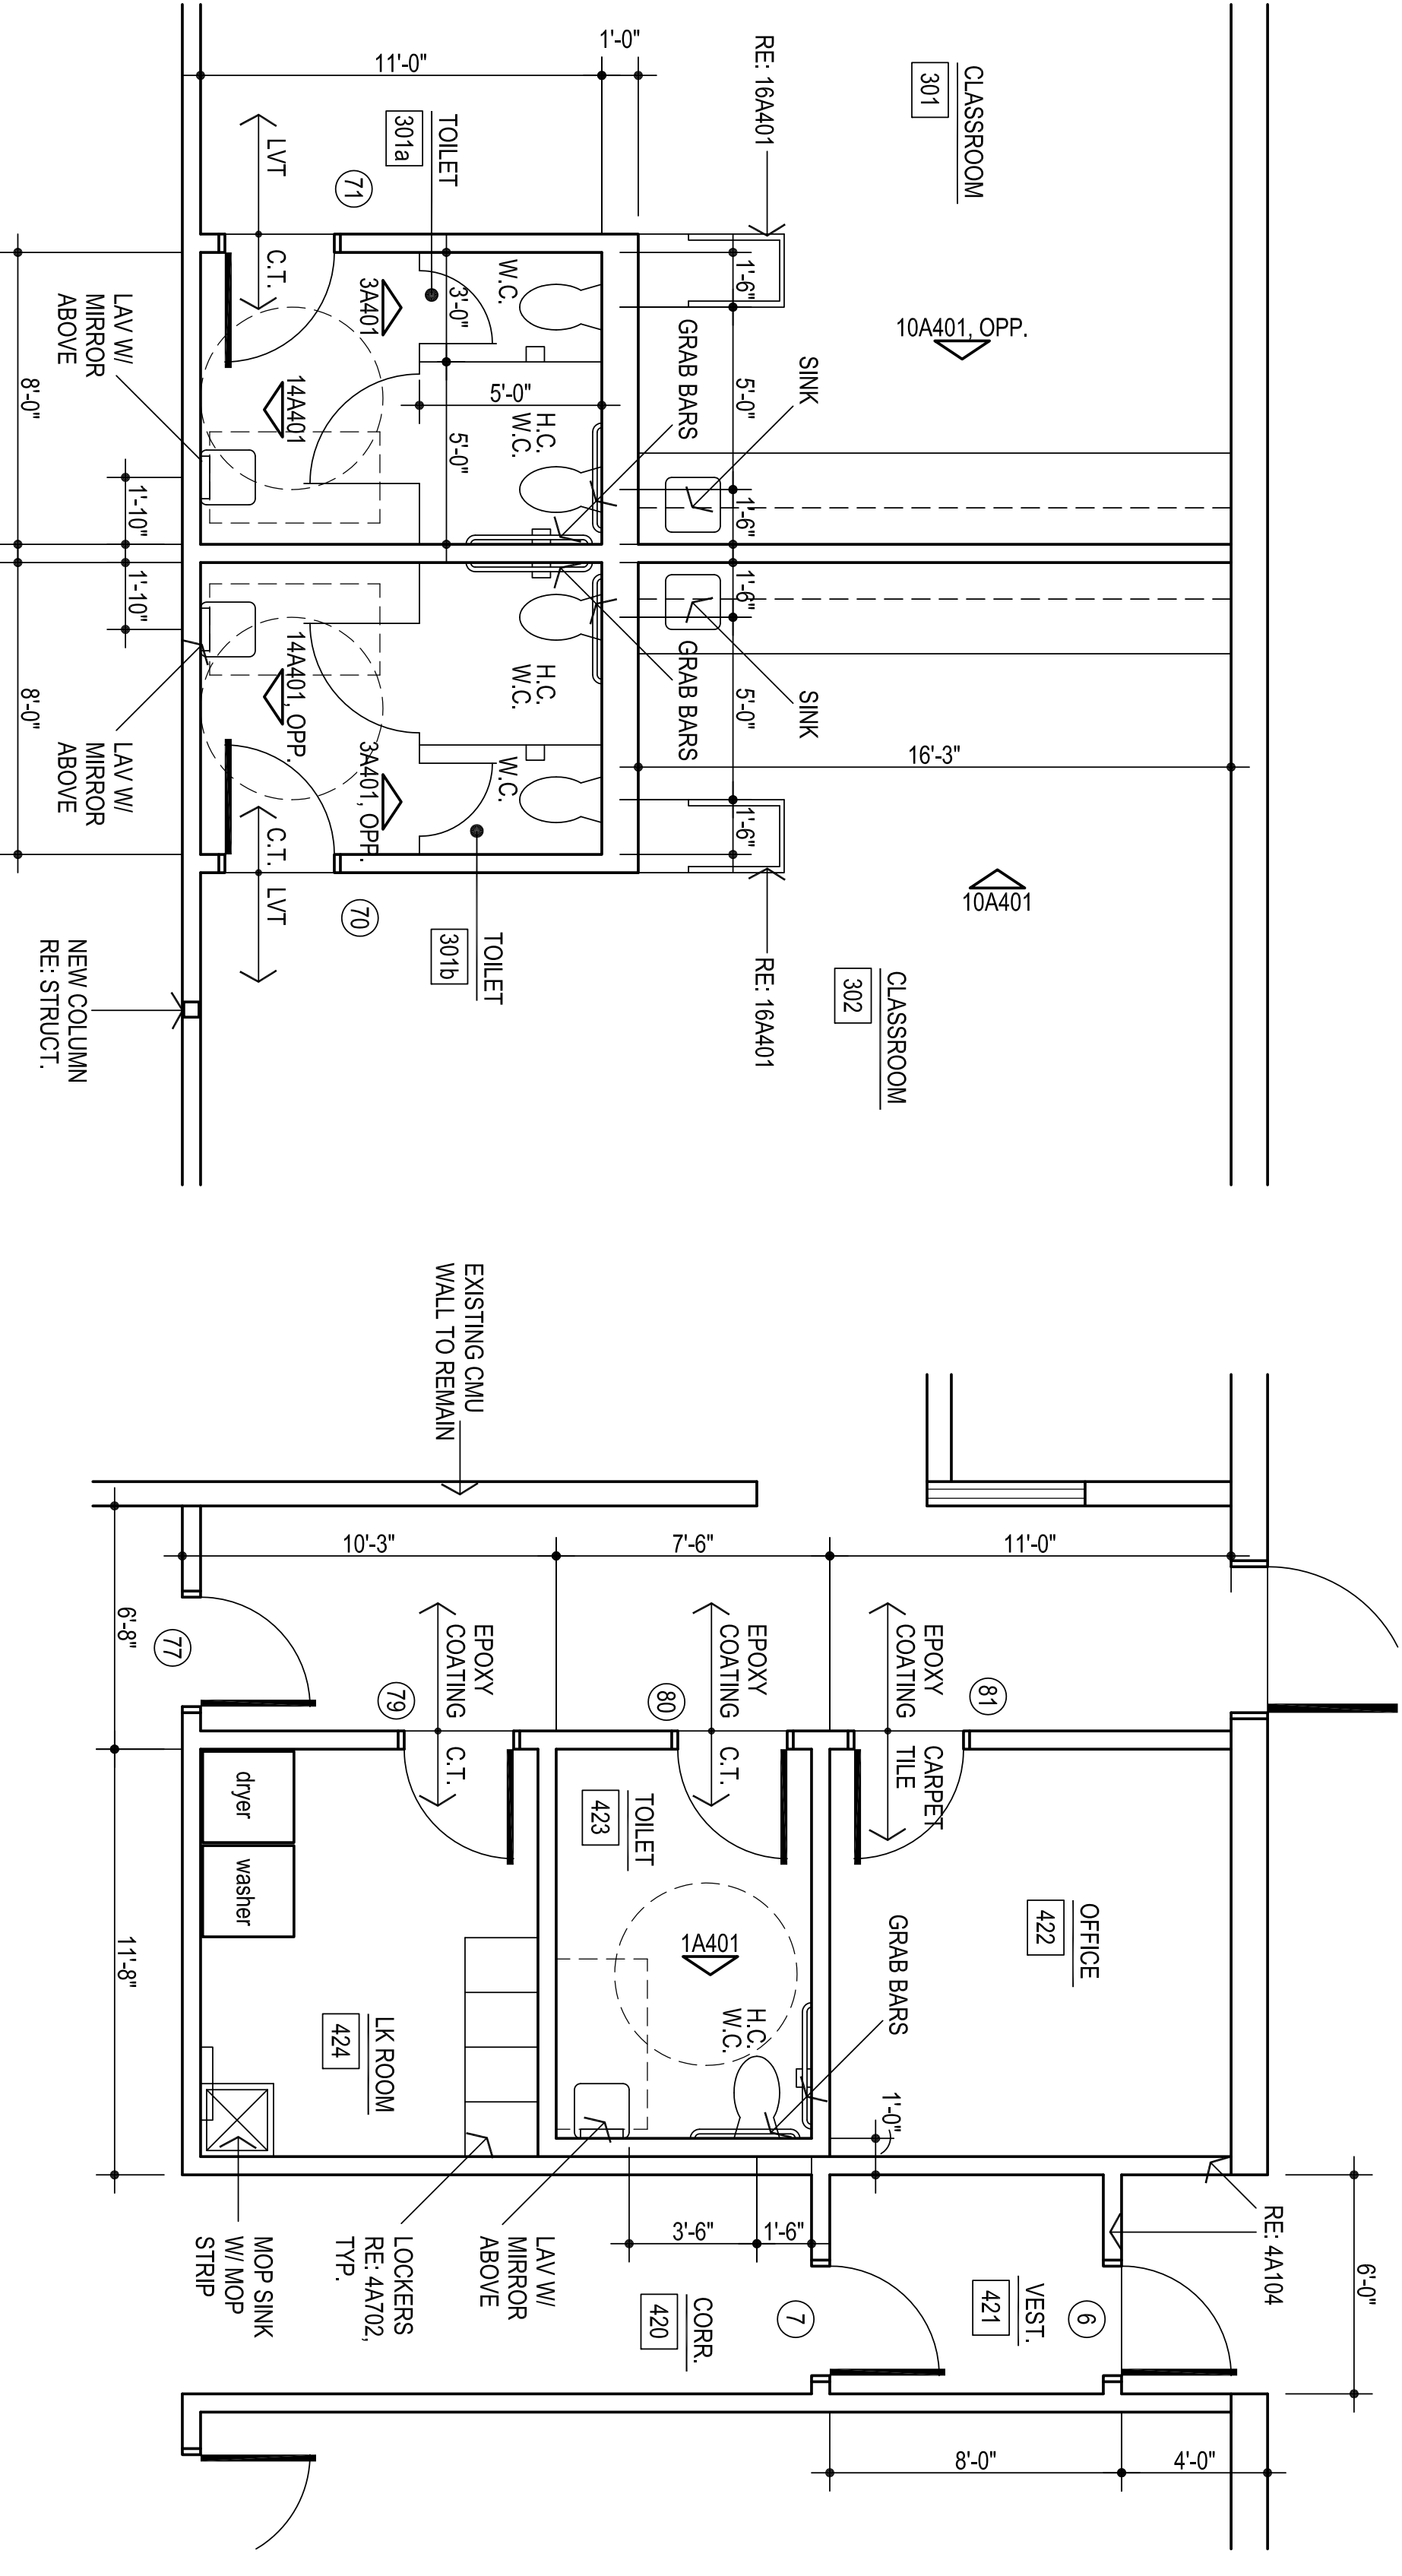 CLASSROOM
301
RE: 16A401
1'-0"
11'-0"
TOILET
301a
71
LVT
C.T.
W.C.
3A401
3'-0"
1'-6"
10A401, OPP.
GRAB BARS
SINK
5'-0"
5'-0"
5'-0"
H.C.
W.C.
14A401
LAV W/
MIRROR
ABOVE
8'-0"
1'-10"
1'-6"
1'-6"
1'-10"
SINK
GRAB BARS
H.C.
W.C.
5'-0"
14A401, OPP.
8'-0"
LAV W/
MIRROR
ABOVE
16'-3"
W.C.
3A401, OPP.
1'-6"
C.T.
LVT
70
TOILET
301b
RE: 16A401
10A401
CLASSROOM
302
NEW COLUMN
RE: STRUCT.
EXISTING CMU
WALL TO REMAIN
10'-3"
7'-6"
11'-0"
6'-8"
77
EPOXY
COATING
79
C.T.
EPOXY
COATING
80
C.T.
EPOXY
COATING
81
CARPET
TILE
dryer
washer
TOILET
423
OFFICE
422
1A401
GRAB BARS
H.C.
W.C.
11'-8"
LK ROOM
424
1'-0"
RE: 4A104
6'-0"
MOP SINK
W/ MOP
STRIP
LOCKERS
RE: 4A702,
TYP.
LAV W/
MIRROR
ABOVE
3'-6"
1'-6"
CORR.
420
7
VEST.
421
6
8'-0"
4'-0"